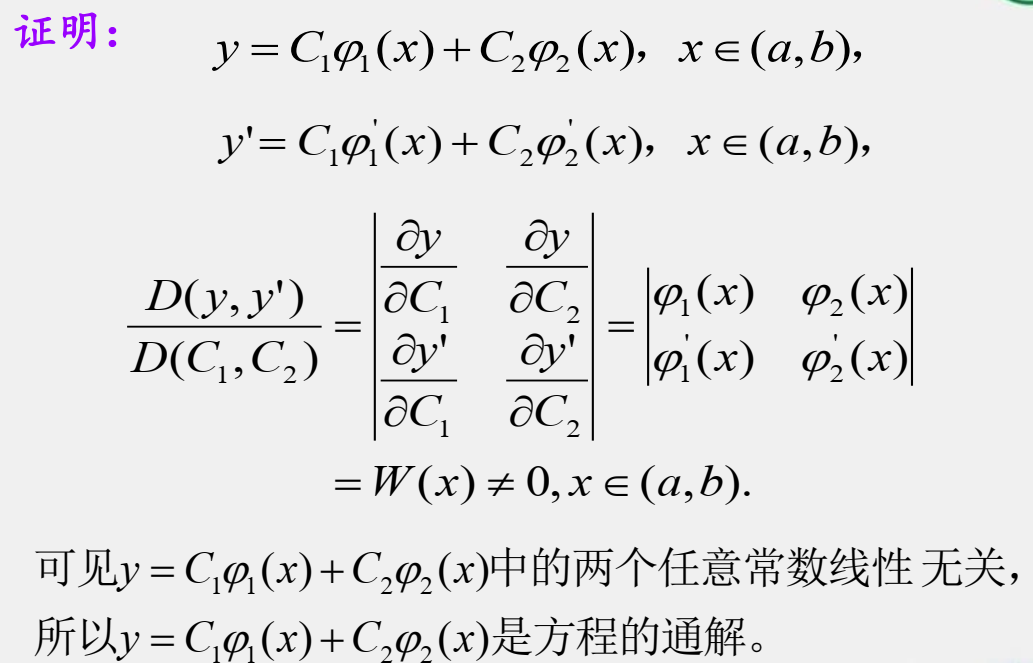 证明：
y = C₁φ₁(x) + C₂φ₂(x)， x ∈ (a,b)，
y' = C₁φ₁'(x) + C₂φ₂'(x)， x ∈ (a,b)，
D(y, y')/D(C₁,C₂) = |∂y/∂C₁ ∂y/∂C₂; ∂y'/∂C₁ ∂y'/∂C₂| = |φ₁(x) φ₂(x); φ₁'(x) φ₂'(x)|
= W(x) ≠ 0, x ∈ (a,b).
可见y = C₁φ₁(x) + C₂φ₂(x)中的两个任意常数线性 无关，
所以y = C₁φ₁(x) + C₂φ₂(x)是方程的通解。